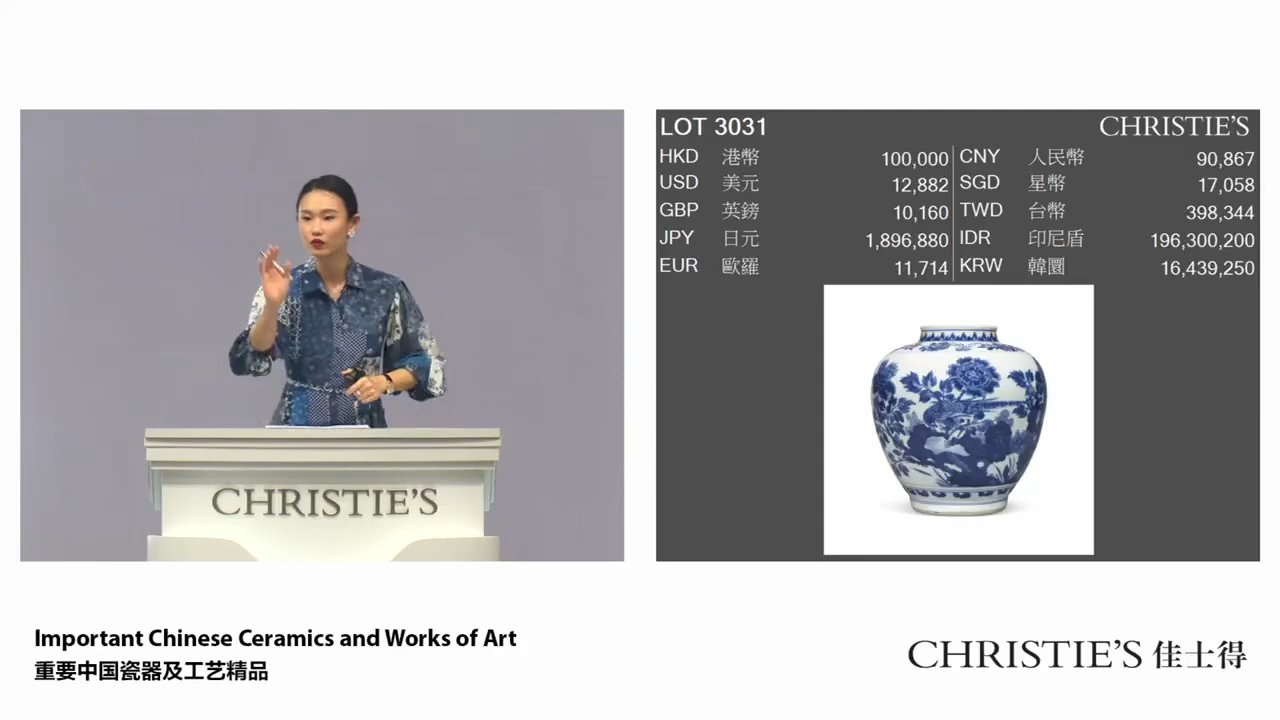 CHRISTIE'S
LOT 3031 CHRISTIE'S
HKD 港幣 100,000 CNY 人民幣 90,867
USD 美元 12,882 SGD 星幣 17,058
GBP 英鎊 10,160 TWD 台幣 398,344
JPY 日元 1,896,880 IDR 印尼盾 196,300,200
EUR 歐羅 11,714 KRW 韓圜 16,439,250
Important Chinese Ceramics and Works of Art
重要中国瓷器及工艺精品
CHRISTIE'S 佳士得